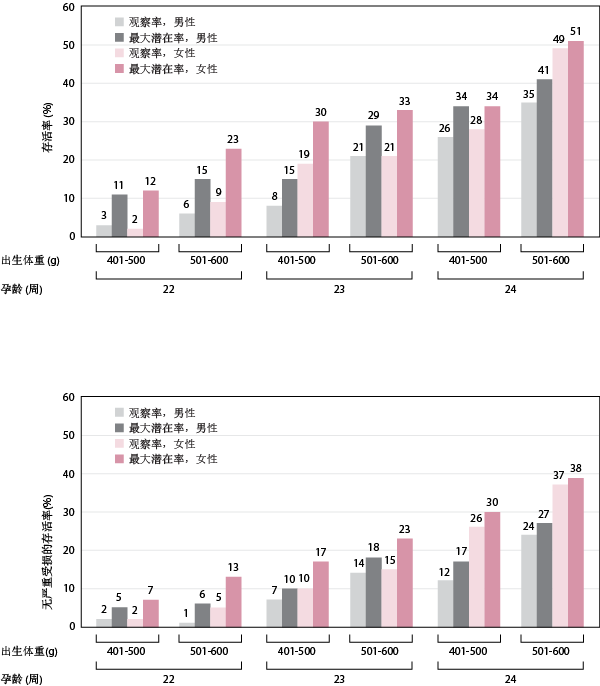 60
50
40
30
20
10
0
存活率 (%)
观察率，男性
最大潜在率，男性
观察率，女性
最大潜在率，女性
3 11 2 12 6 15 9 23 8 15 19 30 21 29 21 33 26 34 28 34 35 41 49 51
出生体重 (g) 401-500 501-600 401-500 501-600 401-500 501-600
孕龄 (周) 22 23 24
60
50
40
30
20
10
0
无严重受损的存活率(%)
观察率，男性
最大潜在率，男性
观察率，女性
最大潜在率，女性
2 5 2 7 1 6 5 13 7 10 10 17 14 18 15 23 12 17 26 30 24 27 37 38
出生体重(g) 401-500 501-600 401-500 501-600 401-500 501-600
孕龄 (周) 22 23 24